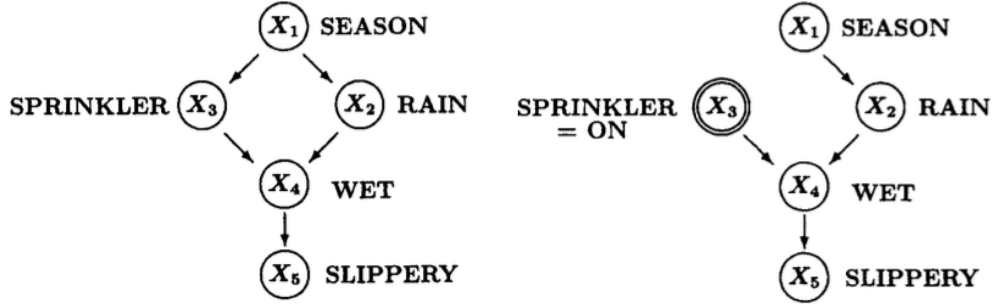 X1 SEASON
SPRINKLER X3
X2 RAIN
X4 WET
X5 SLIPPERY
X1 SEASON
SPRINKLER
= ON
X3
X2 RAIN
X4 WET
X5 SLIPPERY